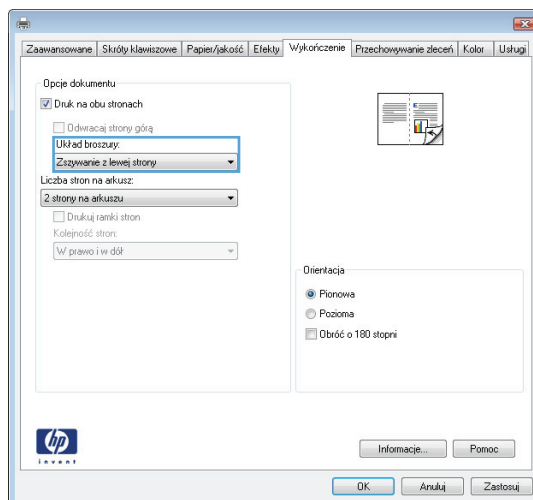 Zaawansowane Skróty klawiszowe Papier/jakość Efekty Wykończenie Przechowywanie zleceń Kolor Usługi
Opcje dokumentu
Druk na obu stronach
Odwracaj strony górą
Układ broszury:
Zszywanie z lewej strony
Liczba stron na arkusz:
2 strony na arkuszu
Drukuj ramki stron
Kolejność stron:
W prawo i w dół
Orientacja
Pionowa
Pozioma
Obróć o 180 stopni
hp
invent
Informacje... Pomoc
OK Anuluj Zastosuj